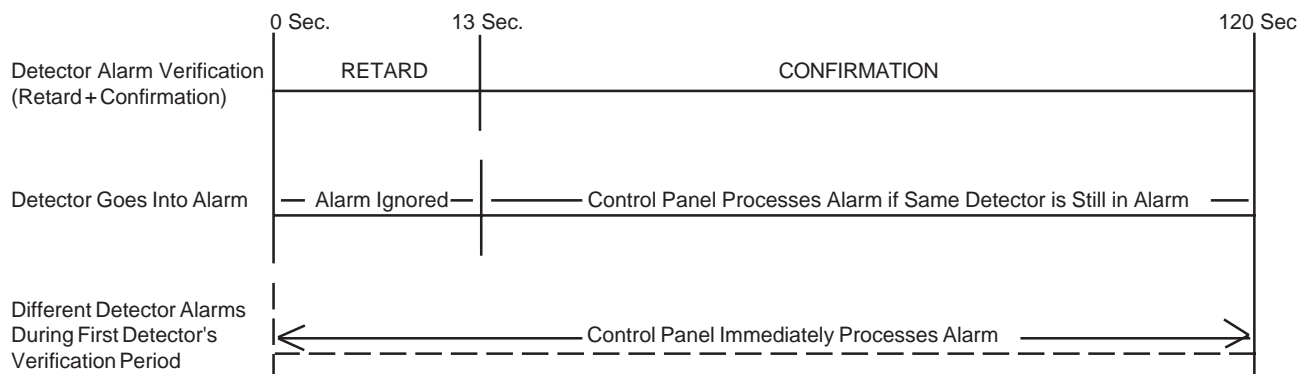 0 Sec. 13 Sec. 120 Sec
Detector Alarm Verification RETARD CONFIRMATION
(Retard + Confirmation)
Detector Goes Into Alarm Alarm Ignored Control Panel Processes Alarm if Same Detector is Still in Alarm
Different Detector Alarms
During First Detector's Control Panel Immediately Processes Alarm
Verification Period